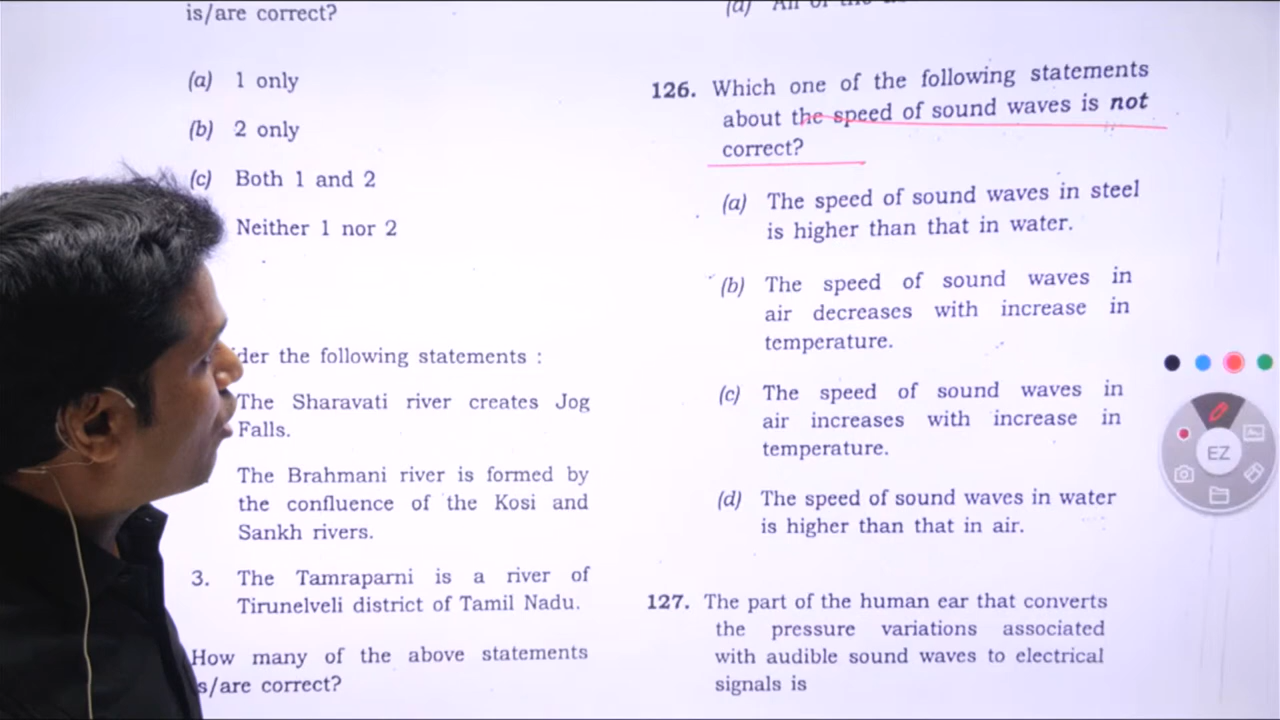 is/are correct?
(a) 1 only
(b) 2 only
(c) Both 1 and 2
Neither 1 nor 2
der the following statements :
The Sharavati river creates Jog
Falls.
The Brahmani river is formed by
the confluence of the Kosi and
Sankh rivers.
3. The Tamraparni is a river of
Tirunelveli district of Tamil Nadu.
How many of the above statements
s/are correct?
(d) All of the
126. Which one of the following statements
about the speed of sound waves is not
correct?
(a) The speed of sound waves in steel
is higher than that in water.
(b) The speed of sound waves in
air decreases with increase in
temperature.
(c) The speed of sound waves in
air increases with increase in
temperature.
(d) The speed of sound waves in water
is higher than that in air.
127. The part of the human ear that converts
the pressure variations associated
with audible sound waves to electrical
signals is
EZ